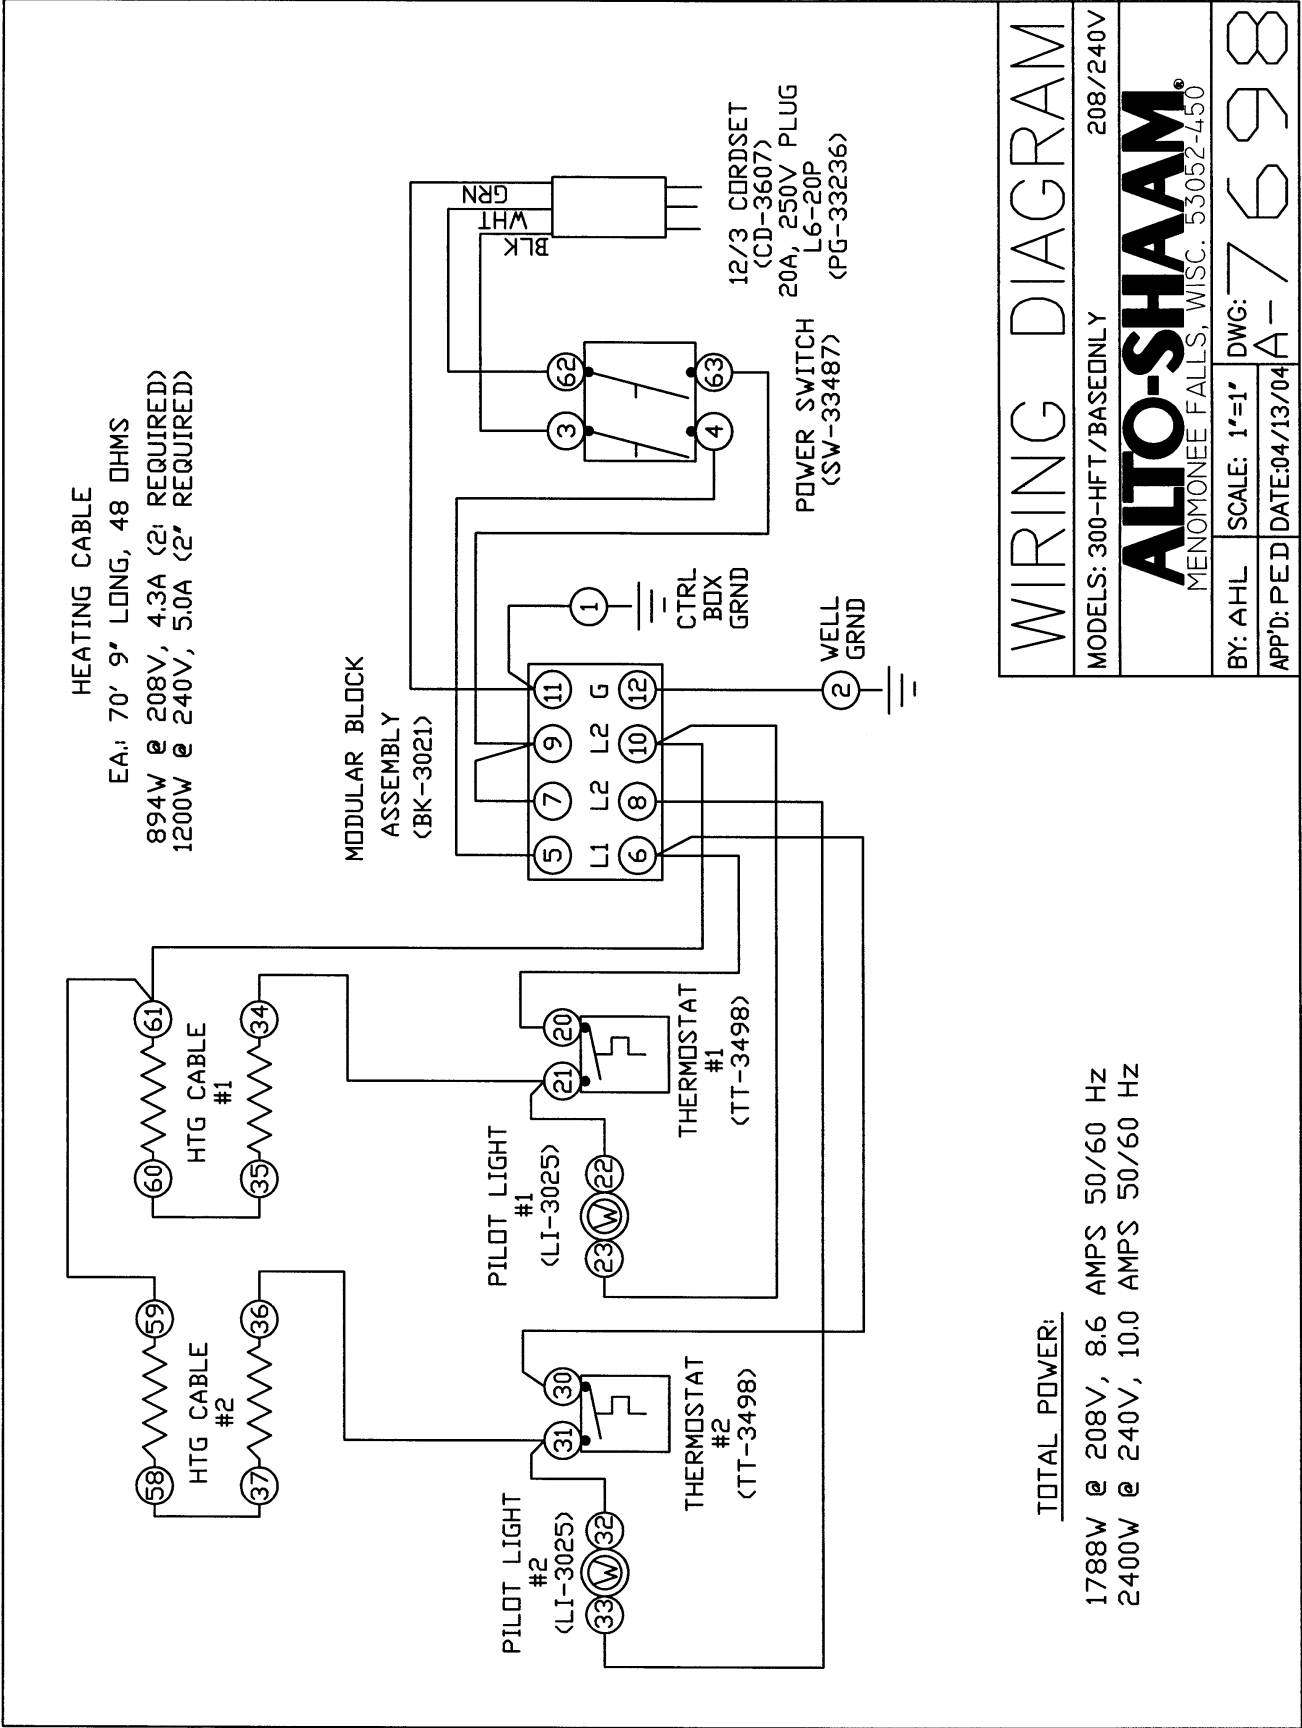 HEATING CABLE
EA.: 70' 9" LONG, 48 OHMS
894W @ 208V, 4.3A (2: REQUIRED)
1200W @ 240V, 5.0A (2" REQUIRED)
59
58
HTG CABLE
#2
36
37
61
60
HTG CABLE
#1
34
35
MODULAR BLOCK
ASSEMBLY
(BK-3021)
5
7
9
11
L1
L2
L2
G
6
8
10
12
1
CTRL
BOX
GRND
2
WELL
GRND
GRN
WHT
BLK
12/3 CORDSET
(CD-3607)
20A, 250V PLUG
L6-20P
(PG-33236)
3
62
4
63
POWER SWITCH
(SW-33487)
PILOT LIGHT
#2
(LI-3025)
33
W
32
31
30
THERMOSTAT
#2
(TT-3498)
PILOT LIGHT
#1
(LI-3025)
23
W
22
21
20
THERMOSTAT
#1
(TT-3498)
TOTAL POWER:
1788W @ 208V, 8.6 AMPS 50/60 Hz
2400W @ 240V, 10.0 AMPS 50/60 Hz
WIRING DIAGRAM
MODELS: 300-HFT/BASEONLY 208/240V
ALTO-SHAAM®
MENOMONEE FALLS, WISC. 53052-450
BY: AHL SCALE: 1"=1" DWG:
APP'D: PED DATE:04/13/04 A-7698